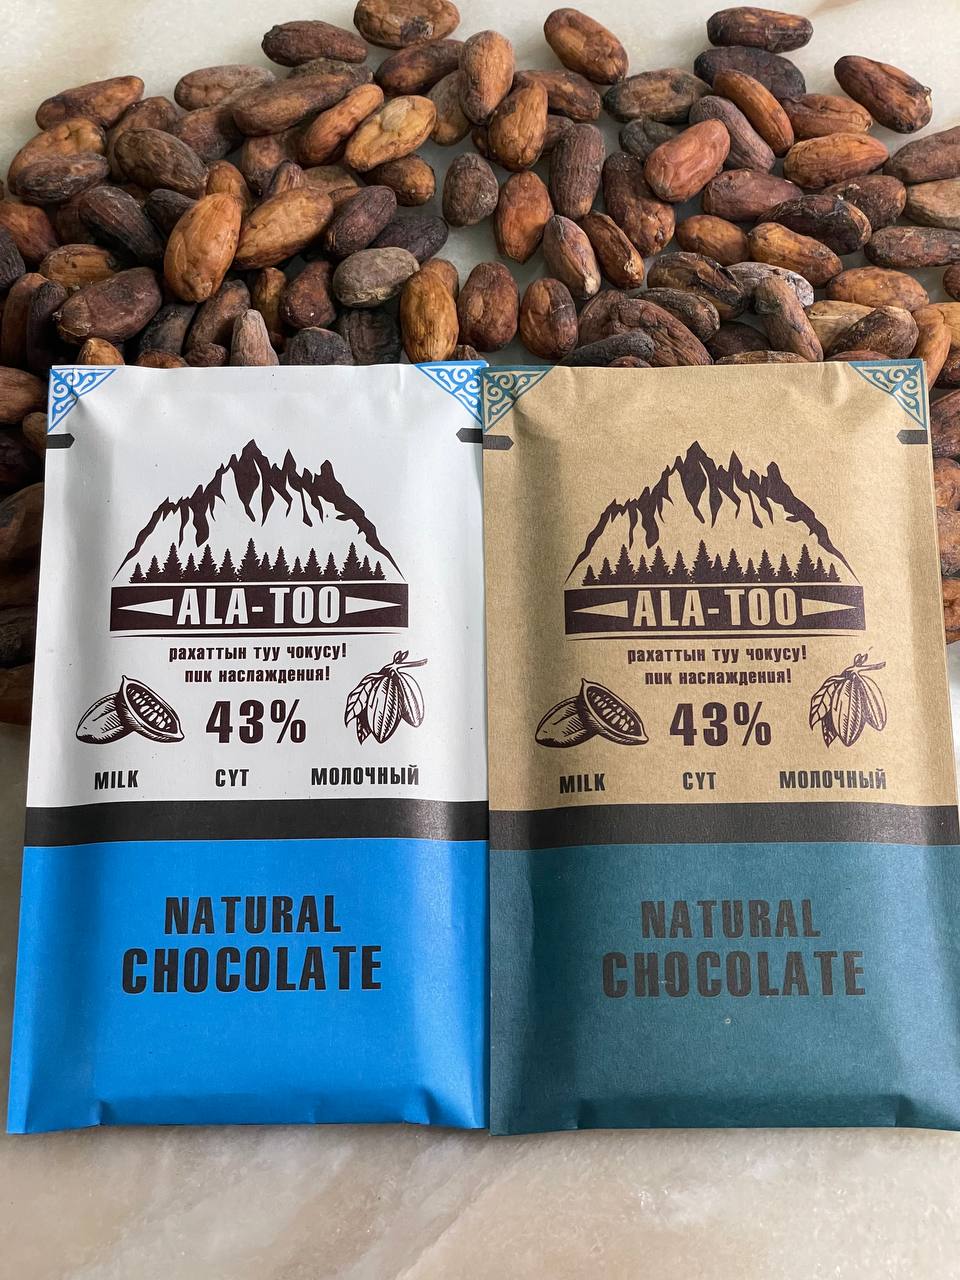 ALA-TOO
рахаттын туу чокусу!
пик наслаждения!
43%
MILK СҮТ МОЛОЧНЫЙ
NATURAL
CHOCOLATE
ALA-TOO
рахаттын туу чокусу!
пик наслаждения!
43%
MILK СҮТ МОЛОЧНЫЙ
NATURAL
CHOCOLATE